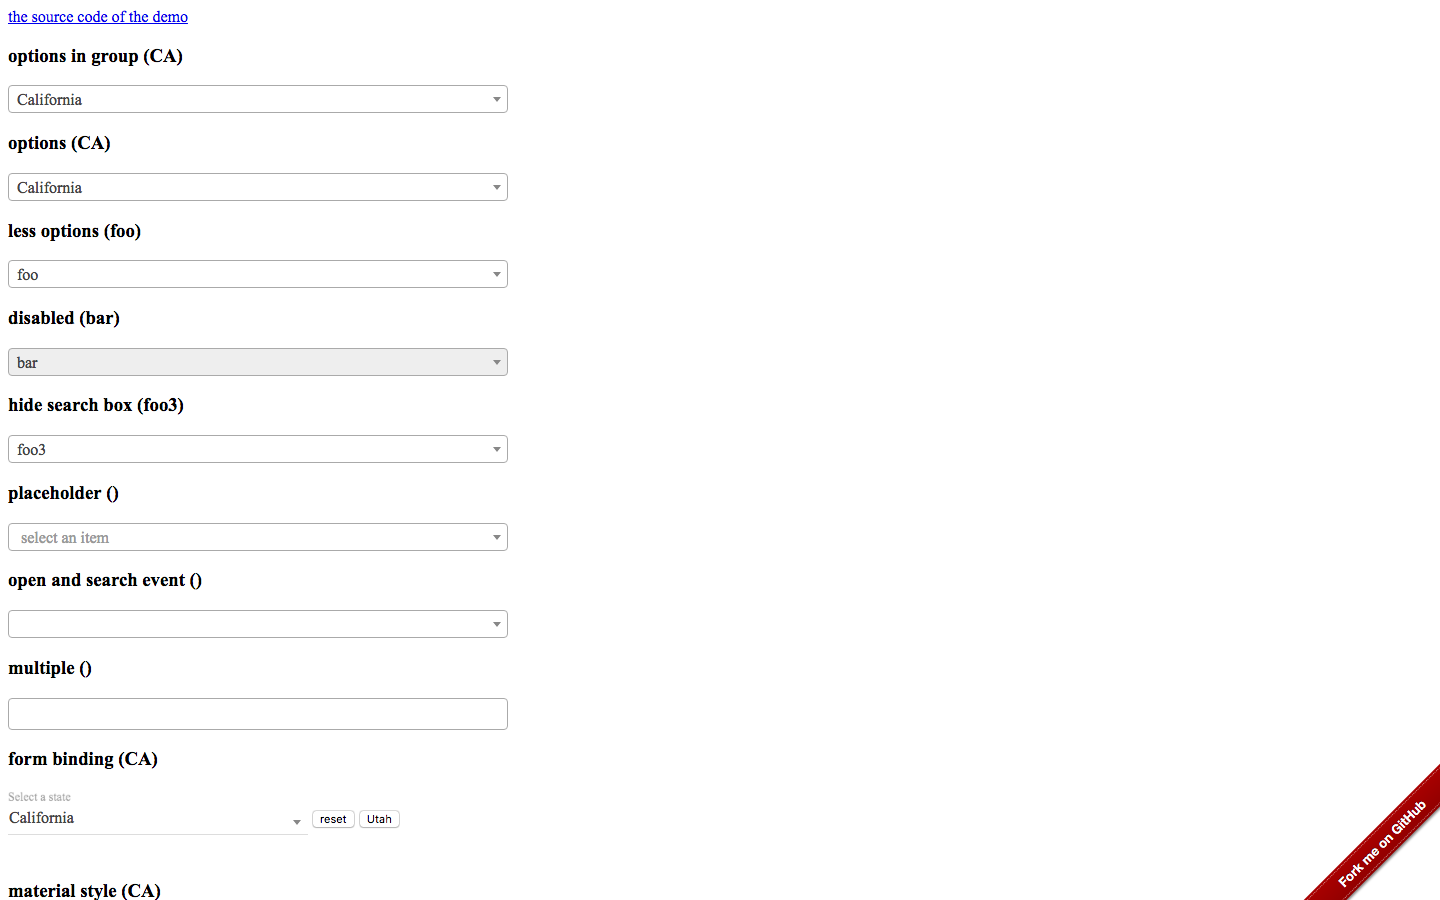 the source code of the demo
options in group (CA)
California
options (CA)
California
less options (foo)
foo
disabled (bar)
bar
hide search box (foo3)
foo3
placeholder ()
select an item
open and search event ()
multiple ()
form binding (CA)
Select a state
California
reset Utah
material style (CA)
Fork me on GitHub